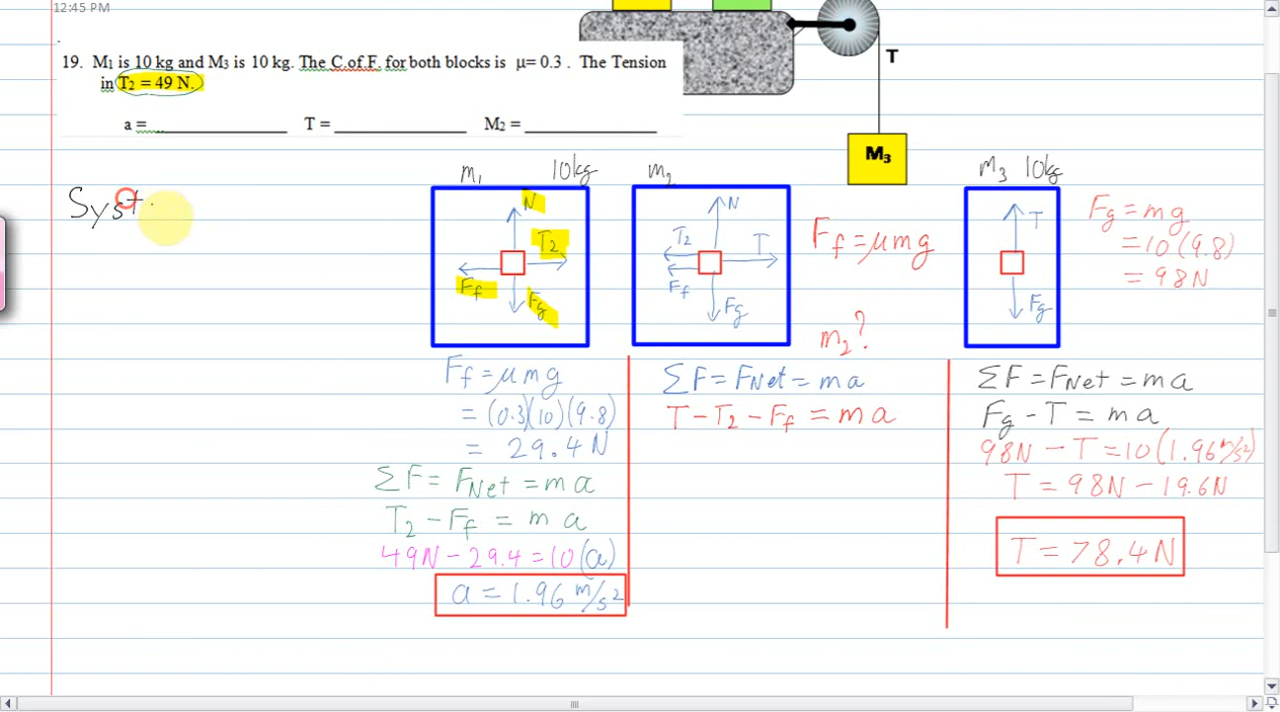 12:45 PM
19. M₁ is 10 kg and M₃ is 10 kg. The C.of.F. for both blocks is μ= 0.3 . The Tension
in T₂ = 49 N.
a = ____________ T = ____________ M₂ = ____________
T
M₃
Syst
m₁ 10kg
N
T₂
Ff
Fg
Ff = μmg
= (0.3)(10)(9.8)
= 29.4 N
ΣF = FNet = ma
T₂ - Ff = ma
49N - 29.4 = 10(a)
a = 1.96 m/s²
m₂
N
T₂
T
Ff
Fg
Ff = μmg
m₂?
ΣF = FNet = ma
T - T₂ - Ff = ma
m₃ 10kg
T
Fg
Fg = mg
= 10(9.8)
= 98N
ΣF = FNet = ma
Fg - T = ma
98N - T = 10(1.96 m/s²)
T = 98N - 19.6N
T = 78.4N